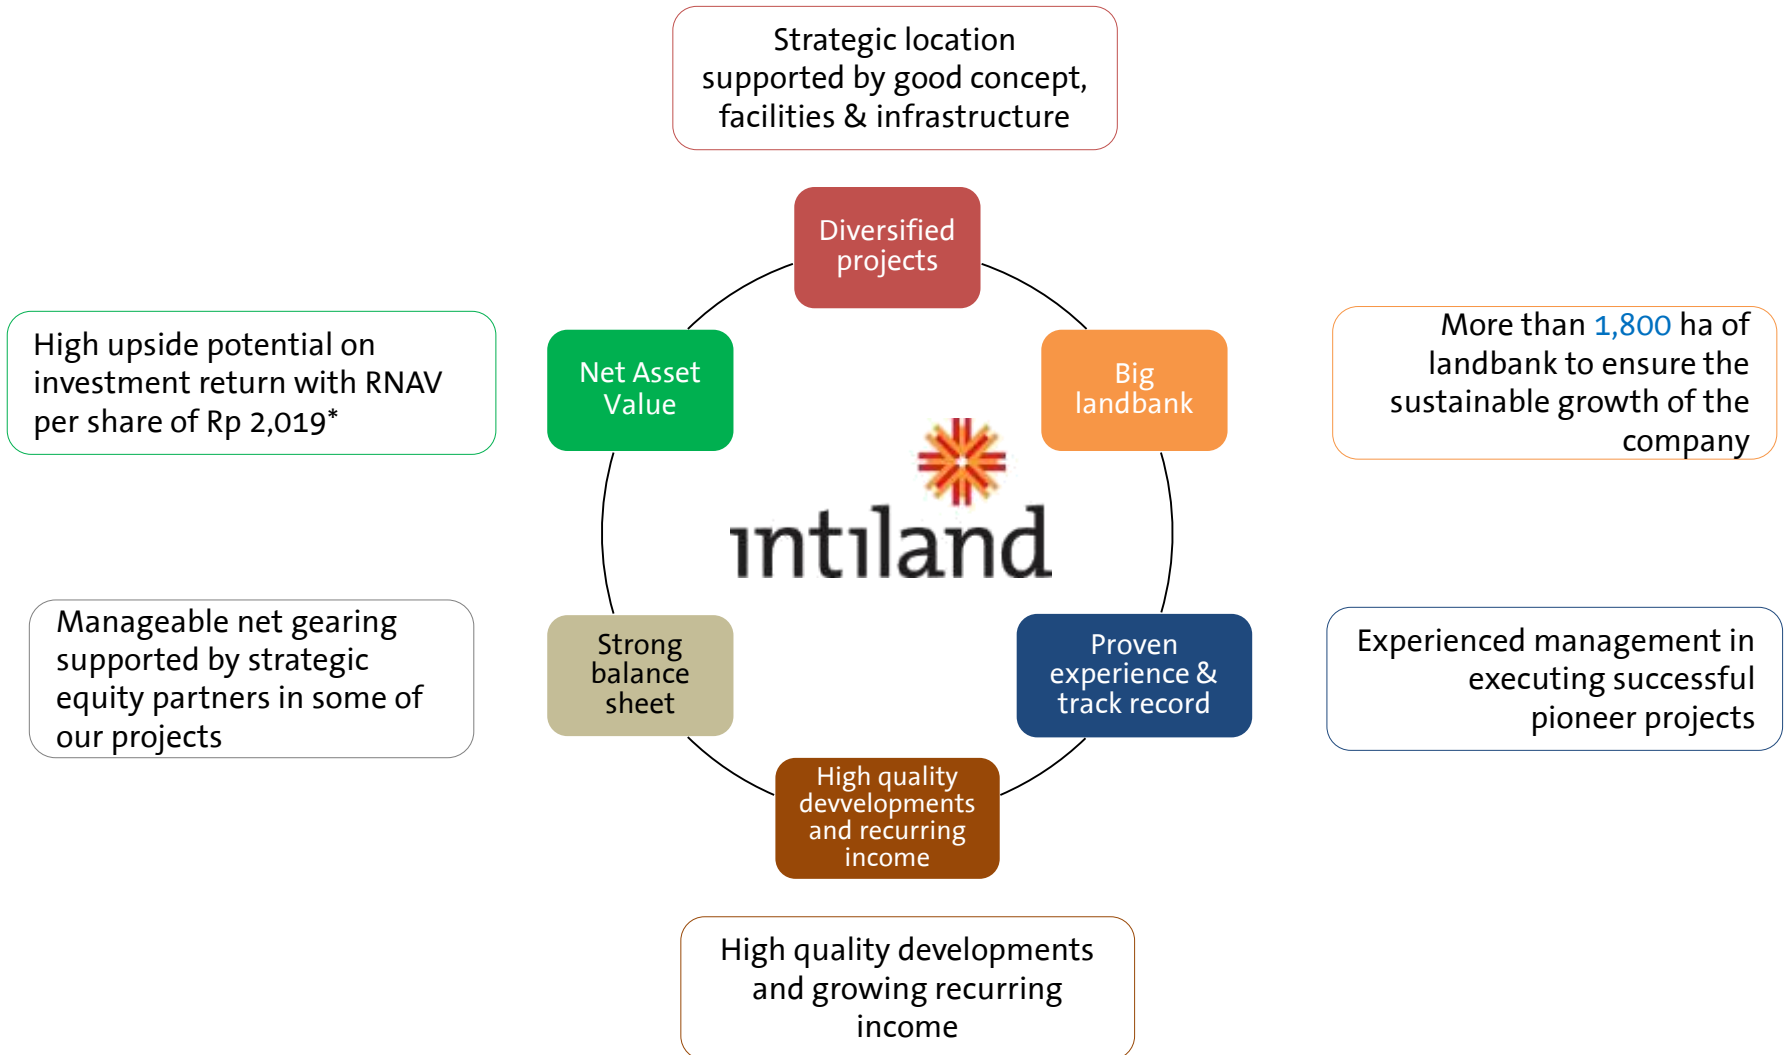 Strategic location
supported by good concept,
facilities & infrastructure
Diversified
projects
High upside potential on
investment return with RNAV
per share of Rp 2,019*
Net Asset
Value
Big
landbank
More than 1,800 ha of
landbank to ensure the
sustainable growth of the
company
intiland
Manageable net gearing
supported by strategic
equity partners in some of
our projects
Strong
balance
sheet
Proven
experience &
track record
Experienced management in
executing successful
pioneer projects
High quality
devvelopments
and recurring
income
High quality developments
and growing recurring
income